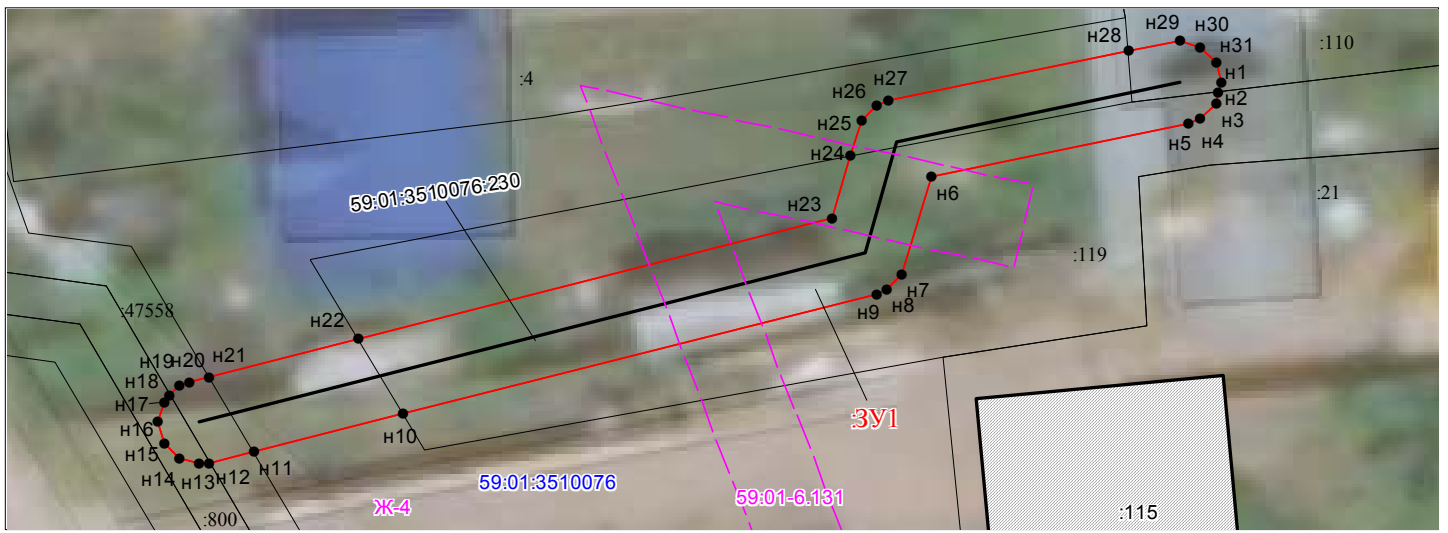 н29
н30
н28
н31
:110
:4
н1
н27
н26
н2
н25
н3
н5
н4
н24
59:01:3510076:230
н6
:21
н23
:119
н7
:47558
н8
н22
н9
н19
н20
н21
н18
н17
:ЗУ1
н16
н10
н15
н11
н14
н13
н12
59:01:3510076
59:01-6.131
Ж-4
:115
:800